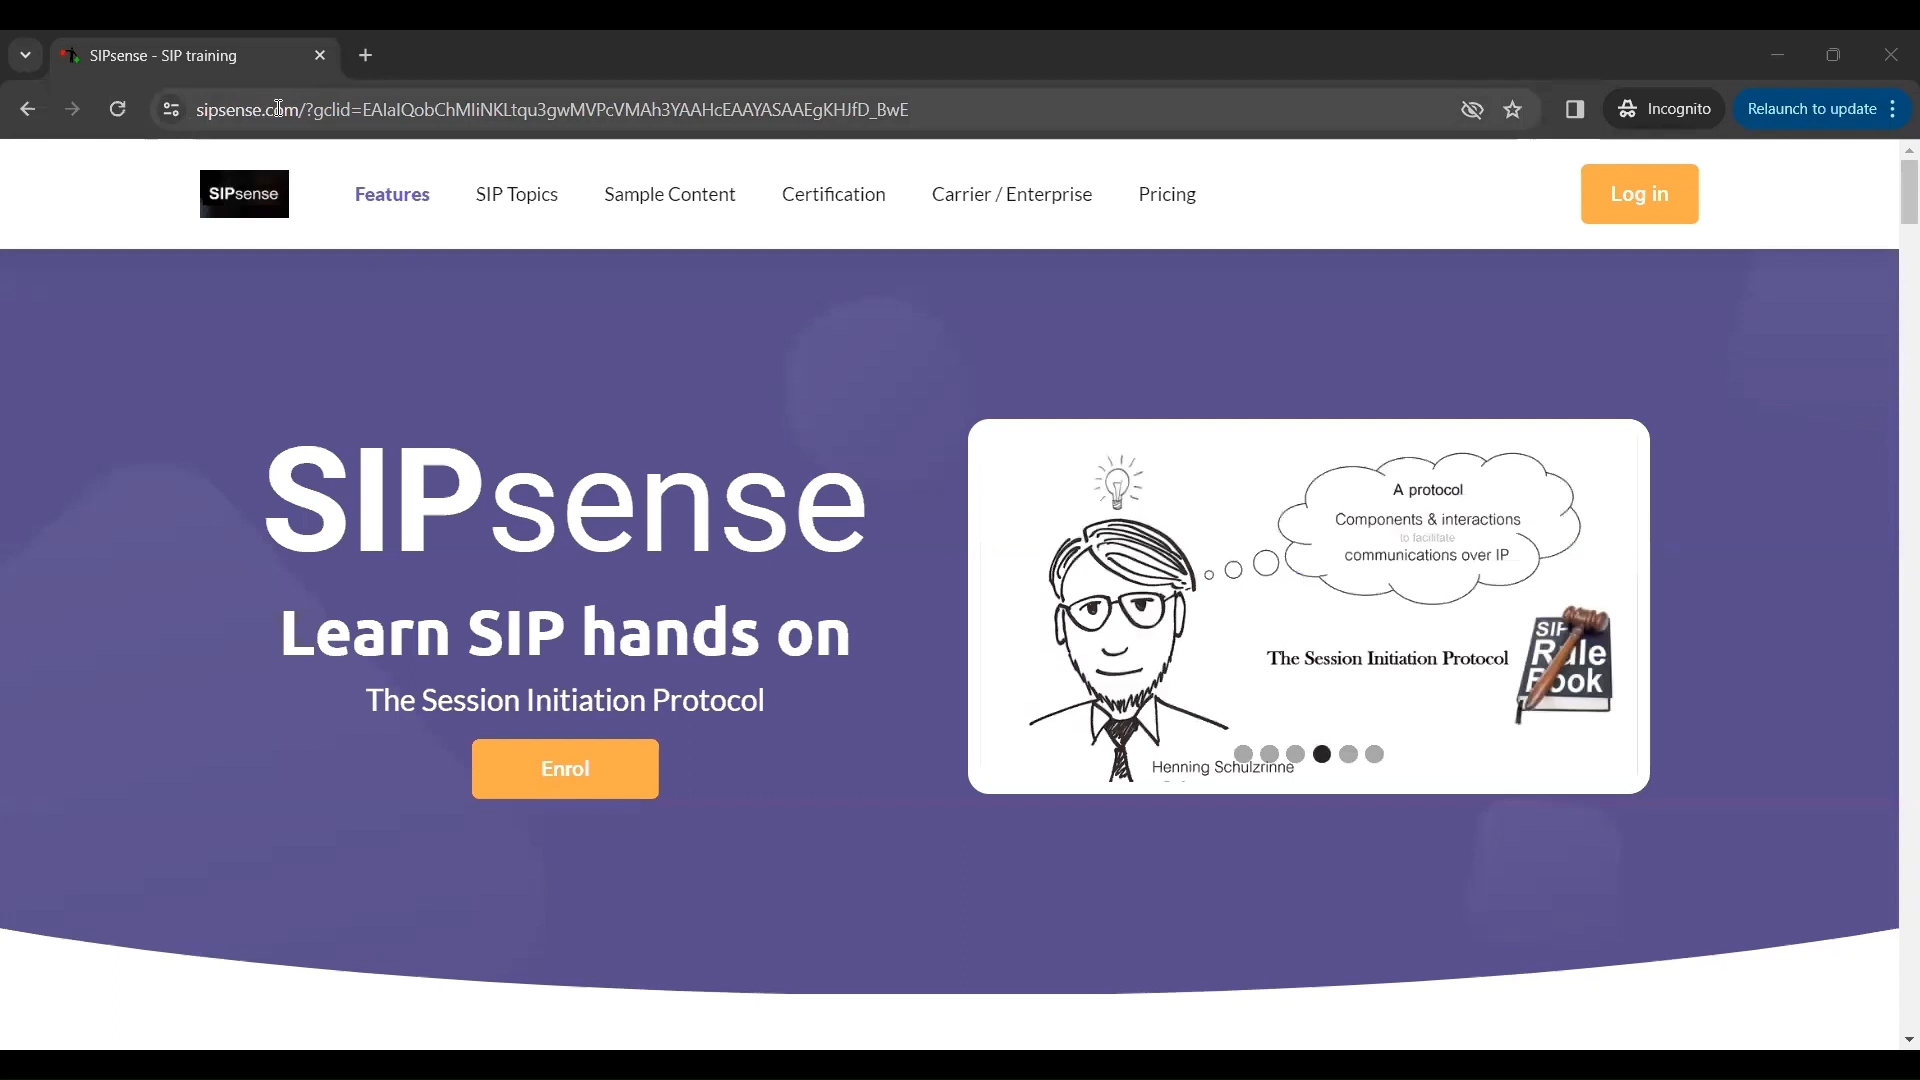 SIPsense - SIP training
sipsense.com/?gclid=EAIaIQobChMIiNKLtqu3gwMVPcVMAh3YAAHcEAAYASAAEgKHJfD_BwE
Incognito
Relaunch to update
SIPsense
Features
SIP Topics
Sample Content
Certification
Carrier / Enterprise
Pricing
Log in
SIPsense
Learn SIP hands on
The Session Initiation Protocol
Enrol
A protocol
Components & interactions
to facilitate
communications over IP
The Session Initiation Protocol
SIP
Rule
Book
Henning Schulzrinne